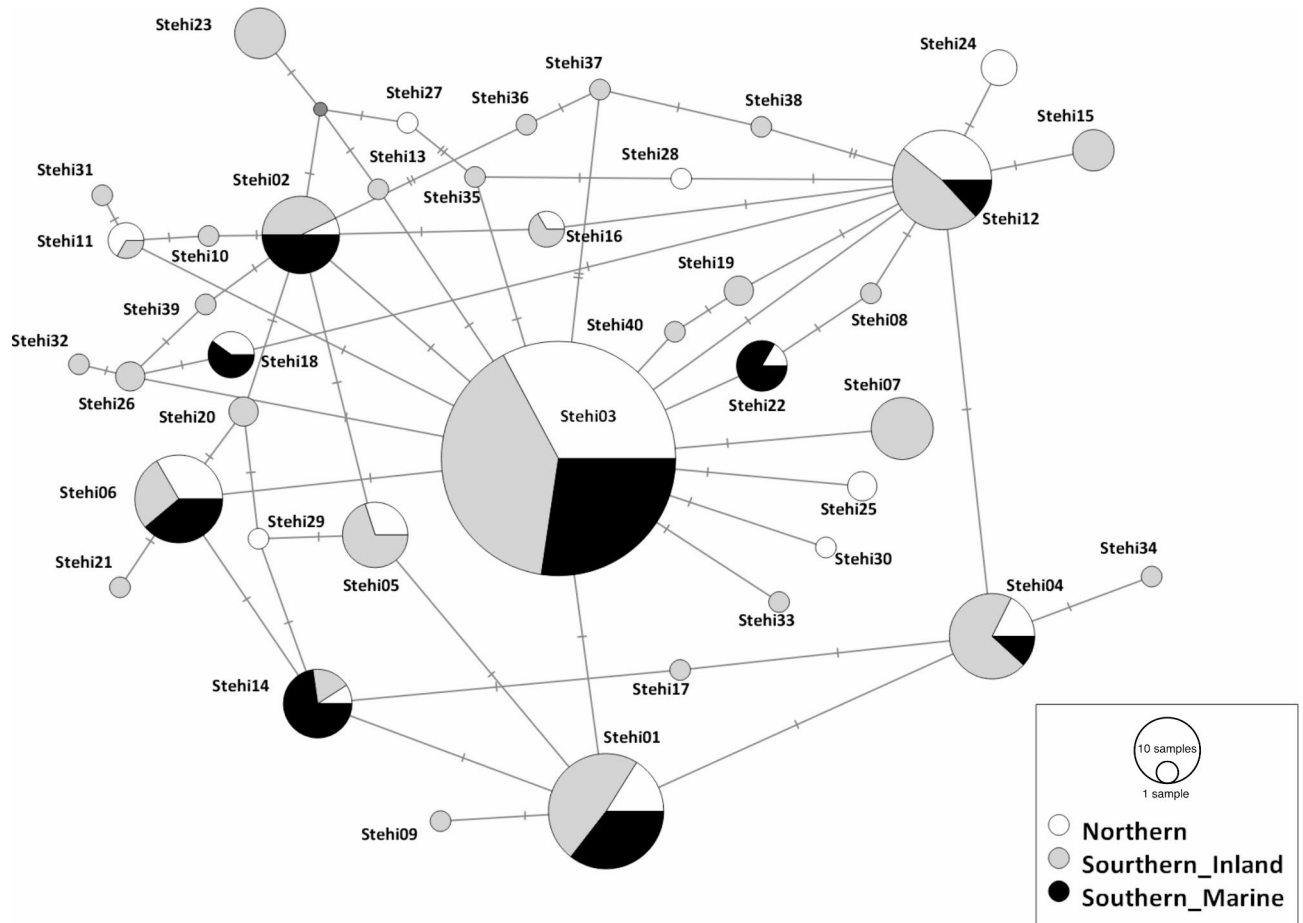 Stehi23
Stehi24
Stehi37
Stehi27
Stehi36
Stehi38
Stehi15
Stehi13
Stehi28
Stehi31
Stehi02
Stehi35
Stehi12
Stehi11
Stehi10
Stehi16
Stehi19
Stehi39
Stehi08
Stehi40
Stehi32
Stehi18
Stehi26
Stehi22
Stehi07
Stehi20
Stehi03
Stehi06
Stehi25
Stehi29
Stehi30
Stehi21
Stehi05
Stehi34
Stehi04
Stehi33
Stehi14
Stehi17
Stehi01
Stehi09
10 samples
1 sample
Northern
Sourthern_Inland
Southern_Marine